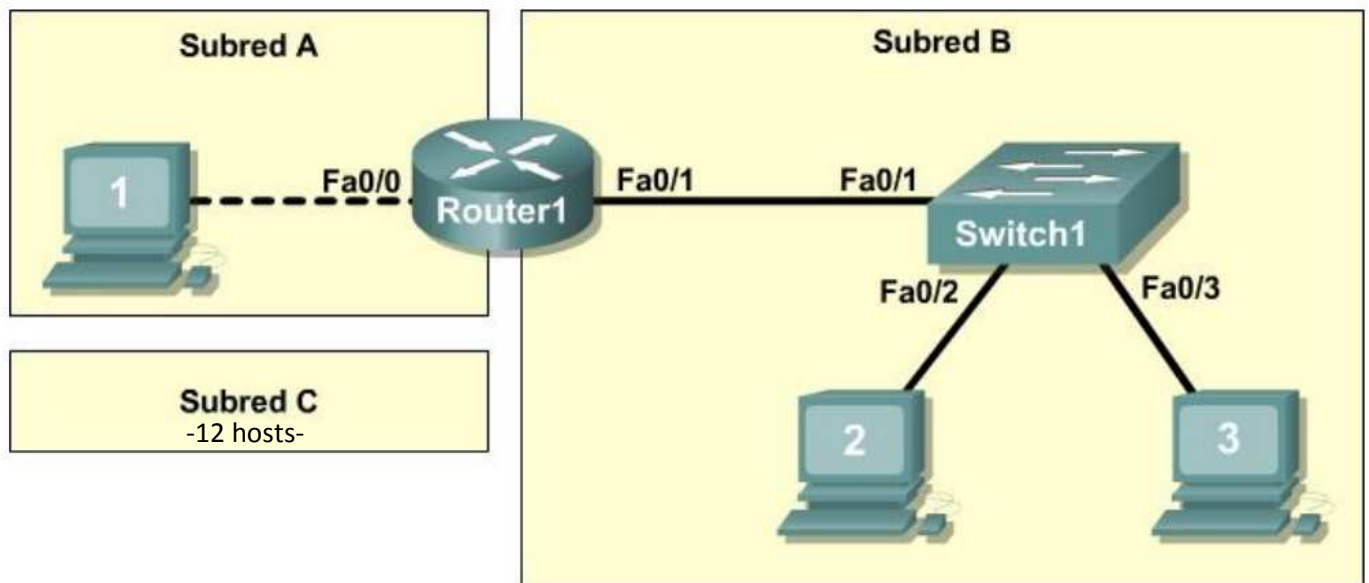 Subred A
1
Fa0/0
Router1
Subred C
-12 hosts-
Subred B
Fa0/1
Fa0/1
Switch1
Fa0/2
Fa0/3
2
3